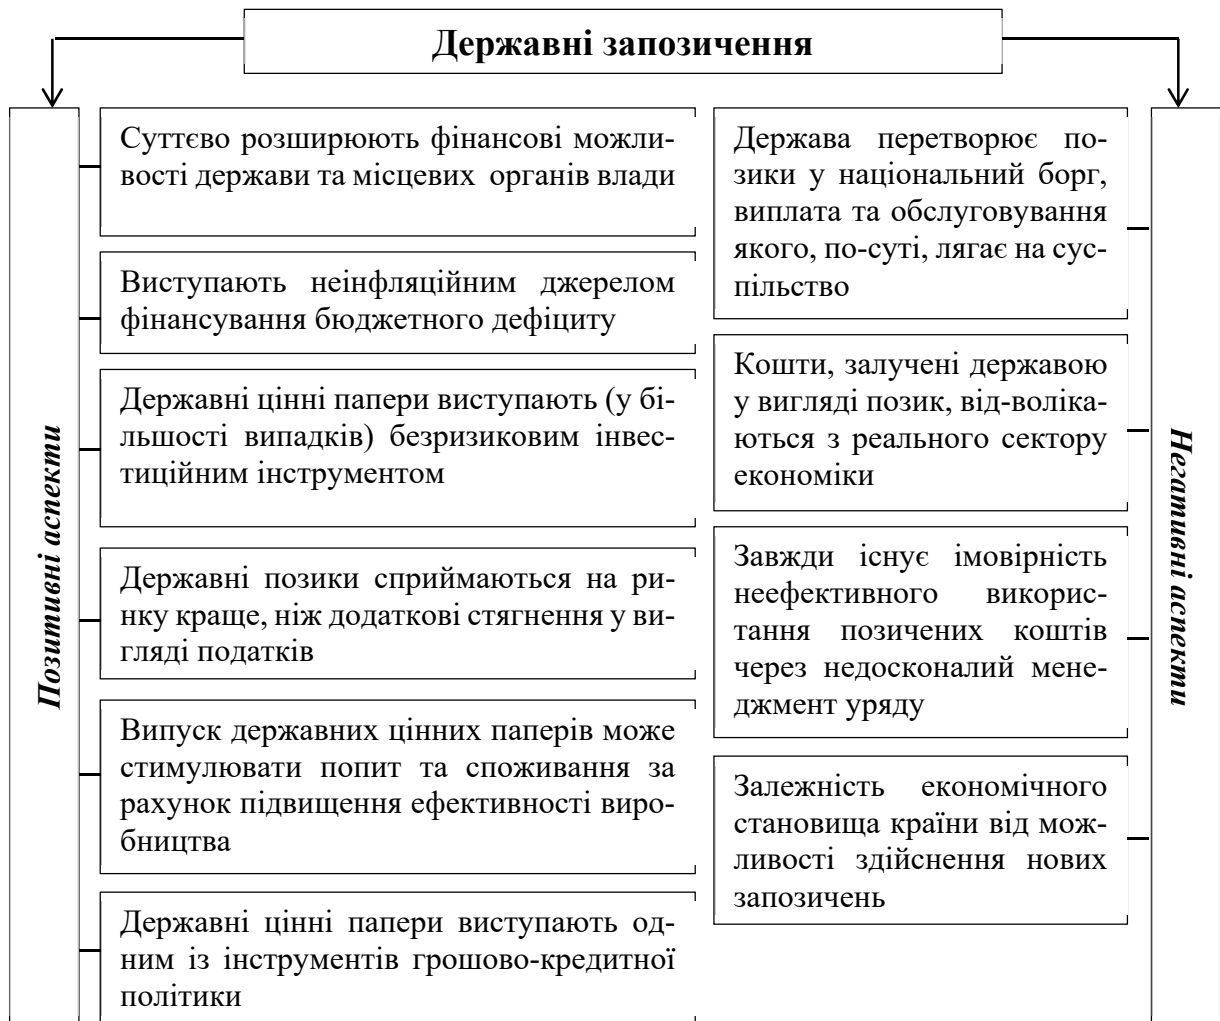 Державні запозичення
Позитивні аспекти
Суттєво розширюють фінансові можли-
вості держави та місцевих органів влади
Виступають неінфляційним джерелом
фінансування бюджетного дефіциту
Державні цінні папери виступають (у бі-
льшості випадків) безризиковим інвес-
тиційним інструментом
Державні позики сприймаються на ри-
нку краще, ніж додаткові стягнення у ви-
гляді податків
Випуск державних цінних паперів може
стимулювати попит та споживання за
рахунок підвищення ефективності виро-
бництва
Державні цінні папери виступають од-
ним із інструментів грошово-кредитної
політики
Держава перетворює по-
зики у національний борг,
виплата та обслуговування
якого, по-суті, лягає на сус-
пільство
Кошти, залучені державою
у вигляді позик, від-воліка-
ються з реального сектору
економіки
Завжди існує імовірність
неефективного викорис-
тання позичених коштів
через недосконалий мене-
джмент уряду
Залежність економічного
становища країни від мож-
ливості здійснення нових
запозичень
Негативні аспекти